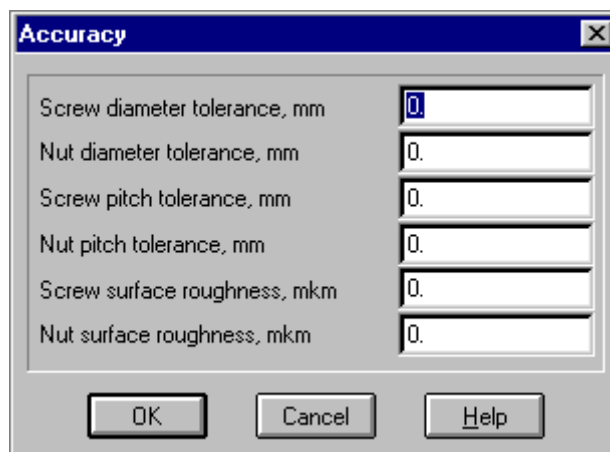 Accuracy
Screw diameter tolerance, mm 0.
Nut diameter tolerance, mm 0.
Screw pitch tolerance, mm 0.
Nut pitch tolerance, mm 0.
Screw surface roughness, mkm 0.
Nut surface roughness, mkm 0.
OK Cancel Help